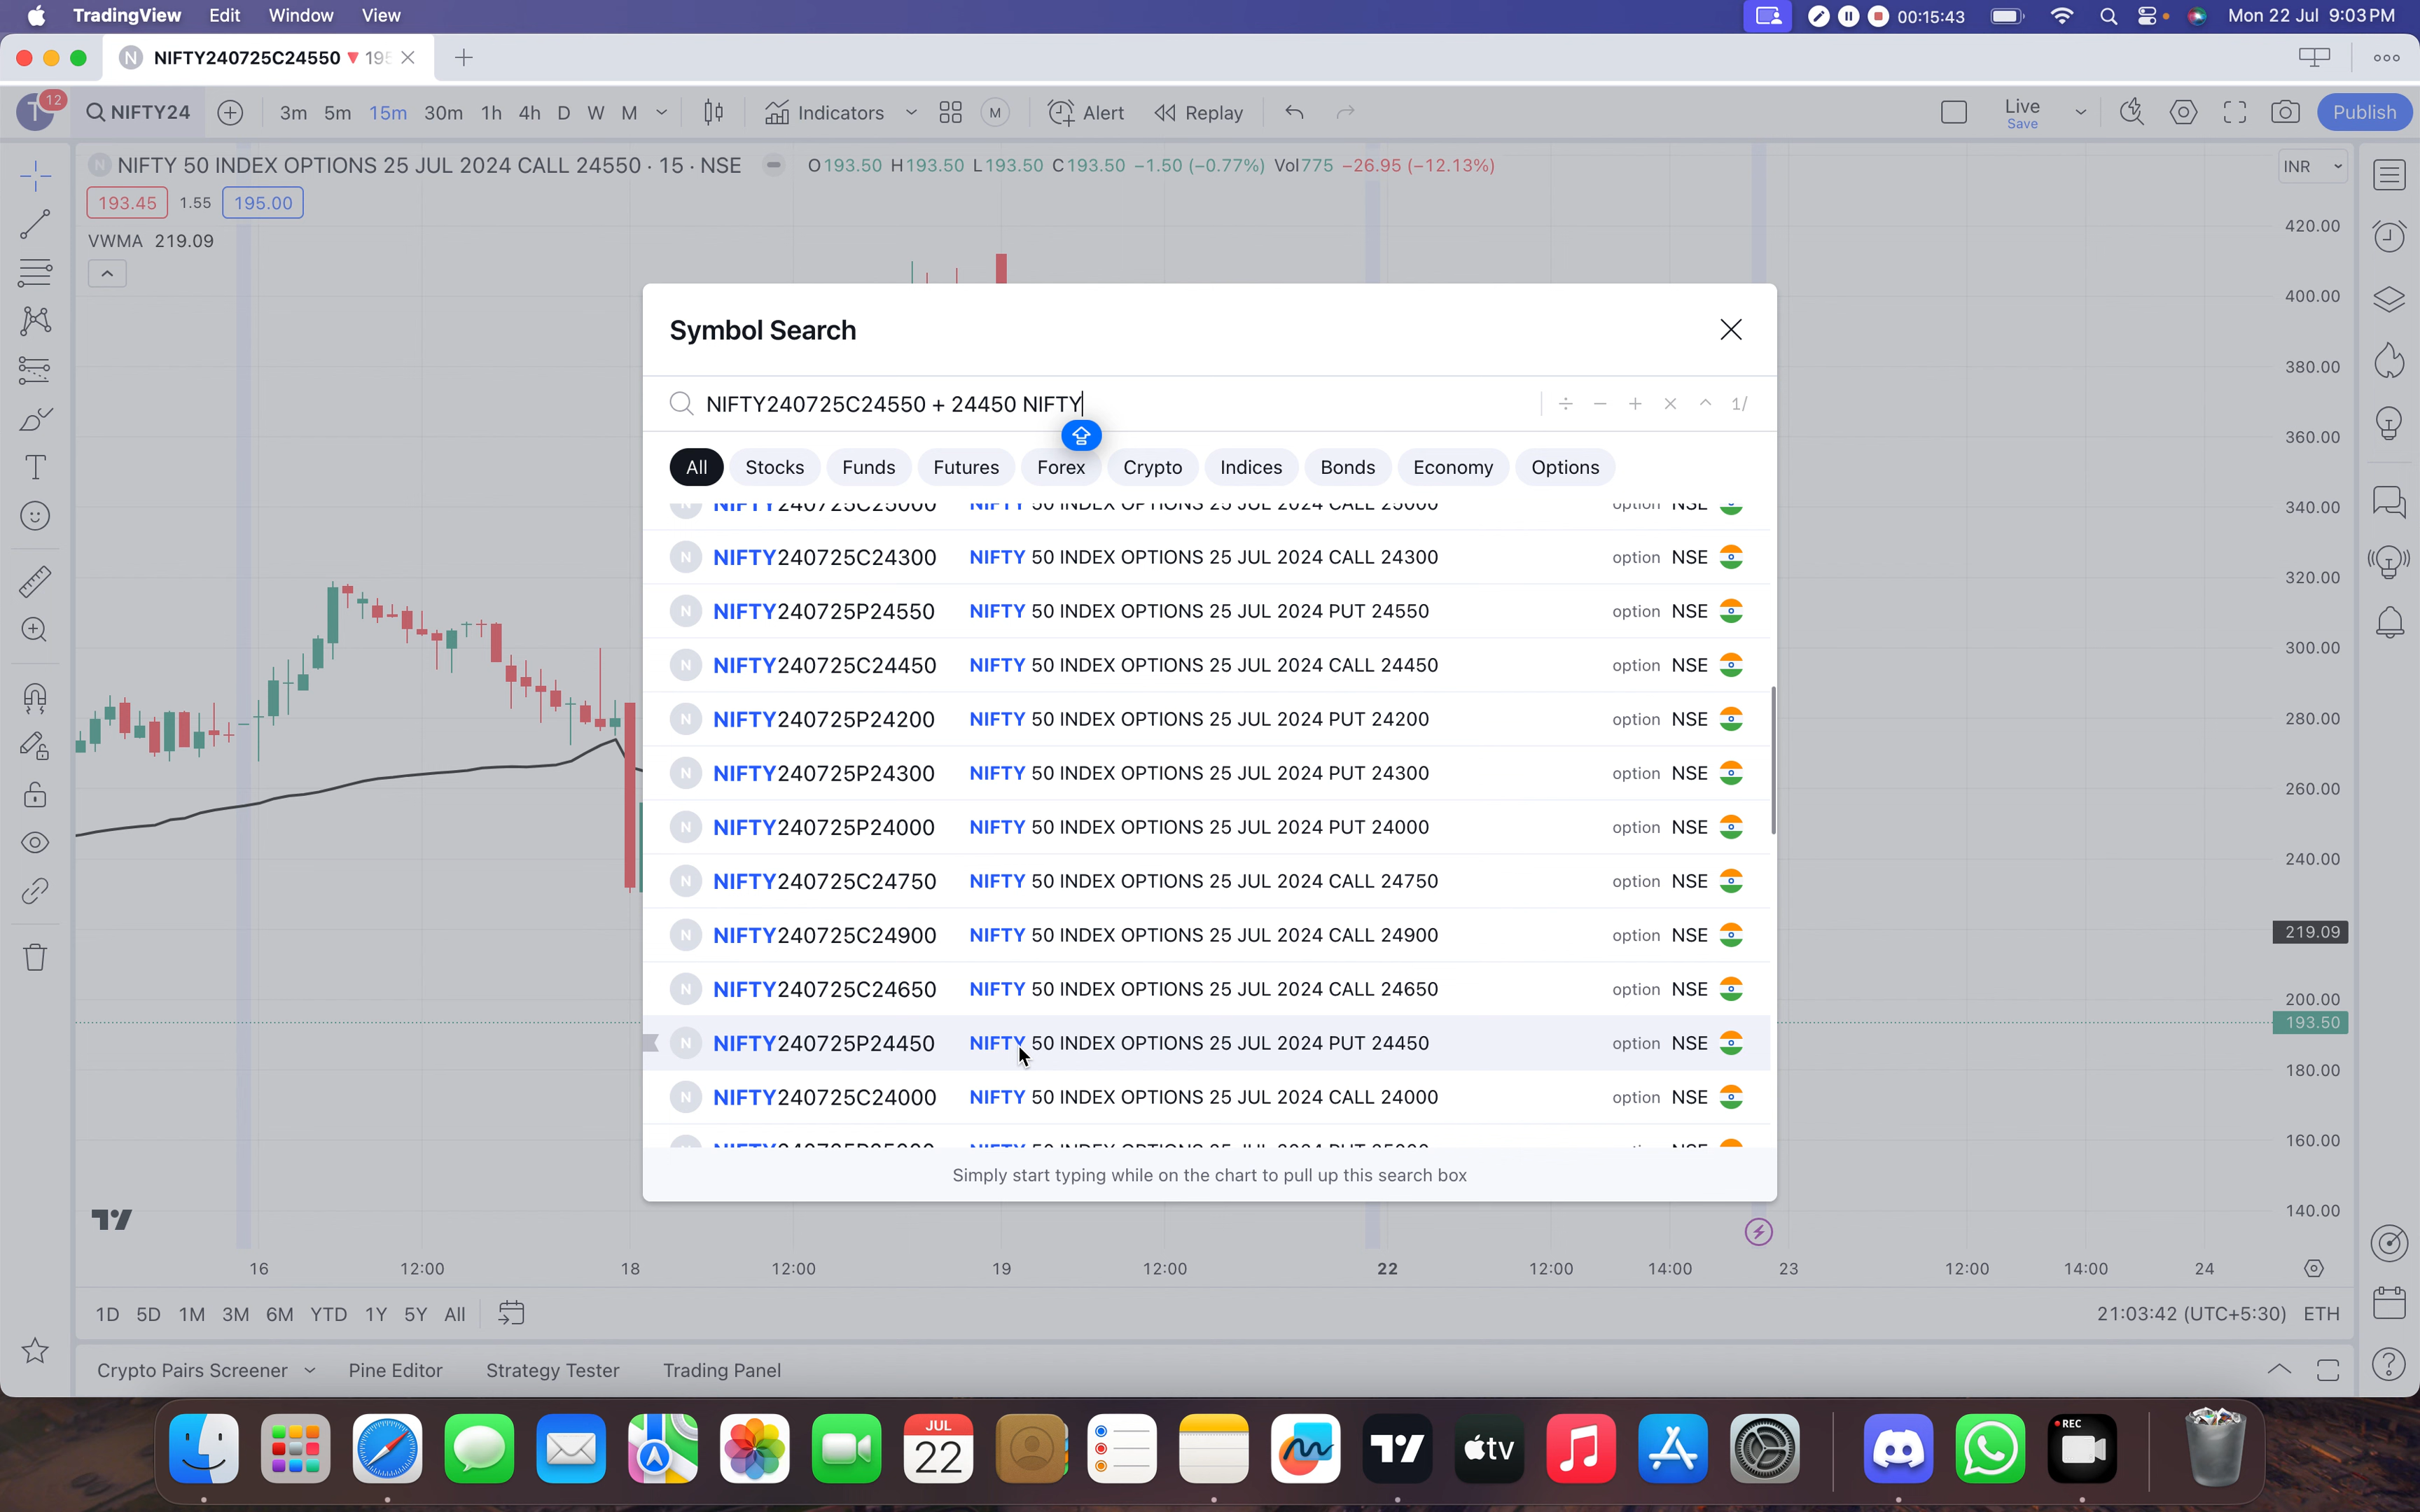 TradingView Edit Window View 00:15:43 Mon 22 Jul 9:03 PM
N NIFTY240725C24550
T 12 NIFTY24 3m 5m 15m 30m 1h 4h D W M Indicators M Alert Replay Live Publish
Save
N NIFTY 50 INDEX OPTIONS 25 JUL 2024 CALL 24550 · 15 · NSE O193.50 H193.50 L193.50 C193.50 −1.50 (−0.77%) Vol775 −26.95 (−12.13%) INR
193.45 1.55 195.00
VWMA 219.09
420.00
400.00
380.00
360.00
340.00
320.00
300.00
280.00
260.00
240.00
219.09
200.00
193.50
180.00
160.00
140.00
Symbol Search
NIFTY240725C24550 + 24450 NIFTY ÷ − + × ^ 1/
All Stocks Funds Futures Forex Crypto Indices Bonds Economy Options
N NIFTY240725C25000 NIFTY 50 INDEX OPTIONS 25 JUL 2024 CALL 25000 option NSE
N NIFTY240725C24300 NIFTY 50 INDEX OPTIONS 25 JUL 2024 CALL 24300 option NSE
N NIFTY240725P24550 NIFTY 50 INDEX OPTIONS 25 JUL 2024 PUT 24550 option NSE
N NIFTY240725C24450 NIFTY 50 INDEX OPTIONS 25 JUL 2024 CALL 24450 option NSE
N NIFTY240725P24200 NIFTY 50 INDEX OPTIONS 25 JUL 2024 PUT 24200 option NSE
N NIFTY240725P24300 NIFTY 50 INDEX OPTIONS 25 JUL 2024 PUT 24300 option NSE
N NIFTY240725P24000 NIFTY 50 INDEX OPTIONS 25 JUL 2024 PUT 24000 option NSE
N NIFTY240725C24750 NIFTY 50 INDEX OPTIONS 25 JUL 2024 CALL 24750 option NSE
N NIFTY240725C24900 NIFTY 50 INDEX OPTIONS 25 JUL 2024 CALL 24900 option NSE
N NIFTY240725C24650 NIFTY 50 INDEX OPTIONS 25 JUL 2024 CALL 24650 option NSE
N NIFTY240725P24450 NIFTY 50 INDEX OPTIONS 25 JUL 2024 PUT 24450 option NSE
N NIFTY240725C24000 NIFTY 50 INDEX OPTIONS 25 JUL 2024 CALL 24000 option NSE
Simply start typing while on the chart to pull up this search box
16 12:00 18 12:00 19 12:00 22 12:00 14:00 23 12:00 14:00 24
1D 5D 1M 3M 6M YTD 1Y 5Y All 21:03:42 (UTC+5:30) ETH
Crypto Pairs Screener Pine Editor Strategy Tester Trading Panel
JUL
22
tv
REC